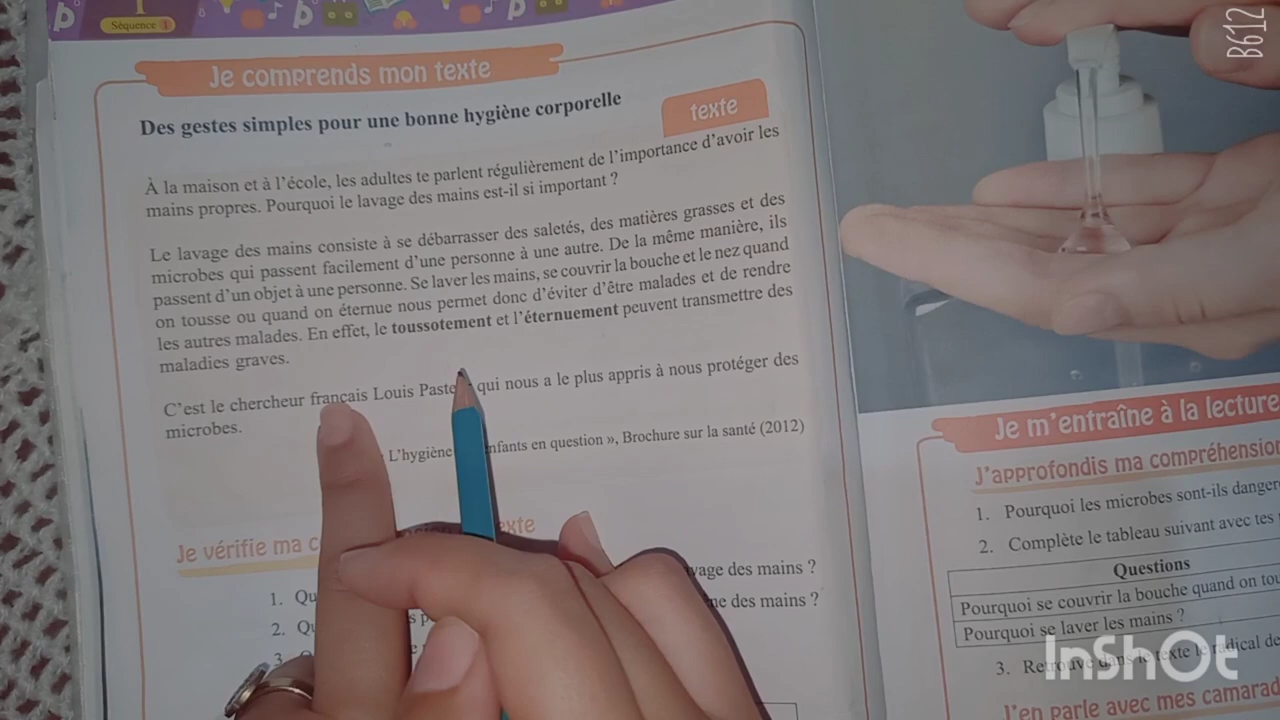 1
Séquence 1
Je comprends mon texte
Des gestes simples pour une bonne hygiène corporelle
texte
À la maison et à l'école, les adultes te parlent régulièrement de l'importance d'avoir les
mains propres. Pourquoi le lavage des mains est-il si important ?
Le lavage des mains consiste à se débarrasser des saletés, des matières grasses et des
microbes qui passent facilement d'une personne à une autre. De la même manière, ils
passent d'un objet à une personne. Se laver les mains, se couvrir la bouche et le nez quand
on tousse ou quand on éternue nous permet donc d'éviter d'être malades et de rendre
les autres malades. En effet, le toussotement et l'éternuement peuvent transmettre des
maladies graves.
C'est le chercheur français Louis Paste qui nous a le plus appris à nous protéger des
microbes.
L'hygiène nfants en question », Brochure sur la santé (2012)
Je vérifie ma c exte
1. Qu vage des mains ?
2. Qu ne des mains ?
3.
Je m'entraîne à la lecture
J'approfondis ma compréhension
1. Pourquoi les microbes sont-ils danger
2. Complète le tableau suivant avec tes
Questions
Pourquoi se couvrir la bouche quand on tou
Pourquoi se laver les mains ?
3. Retrouve dans le texte le radical de
J'en parle avec mes camarad
B612
InShOt